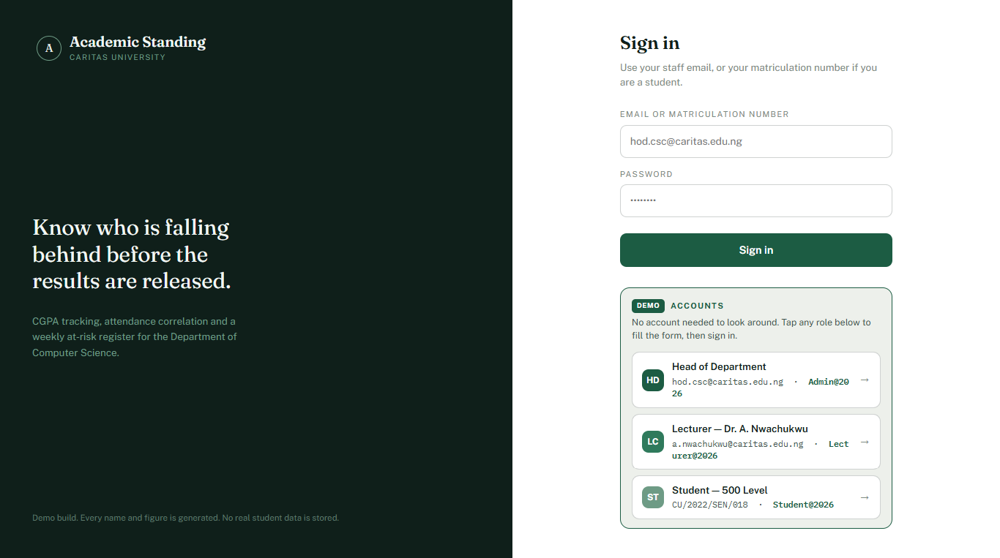 A
Academic Standing
CARITAS UNIVERSITY
Know who is falling
behind before the
results are released.
CGPA tracking, attendance correlation and a
weekly at-risk register for the Department of
Computer Science.
Demo build. Every name and figure is generated. No real student data is stored.
Sign in
Use your staff email, or your matriculation number if you
are a student.
EMAIL OR MATRICULATION NUMBER
hod.csc@caritas.edu.ng
PASSWORD
••••••••
Sign in
DEMO ACCOUNTS
No account needed to look around. Tap any role below to
fill the form, then sign in.
HD
Head of Department
hod.csc@caritas.edu.ng · Admin@20
26
→
LC
Lecturer — Dr. A. Nwachukwu
a.nwachukwu@caritas.edu.ng · Lect
urer@2026
→
ST
Student — 500 Level
CU/2022/SEN/018 · Student@2026
→